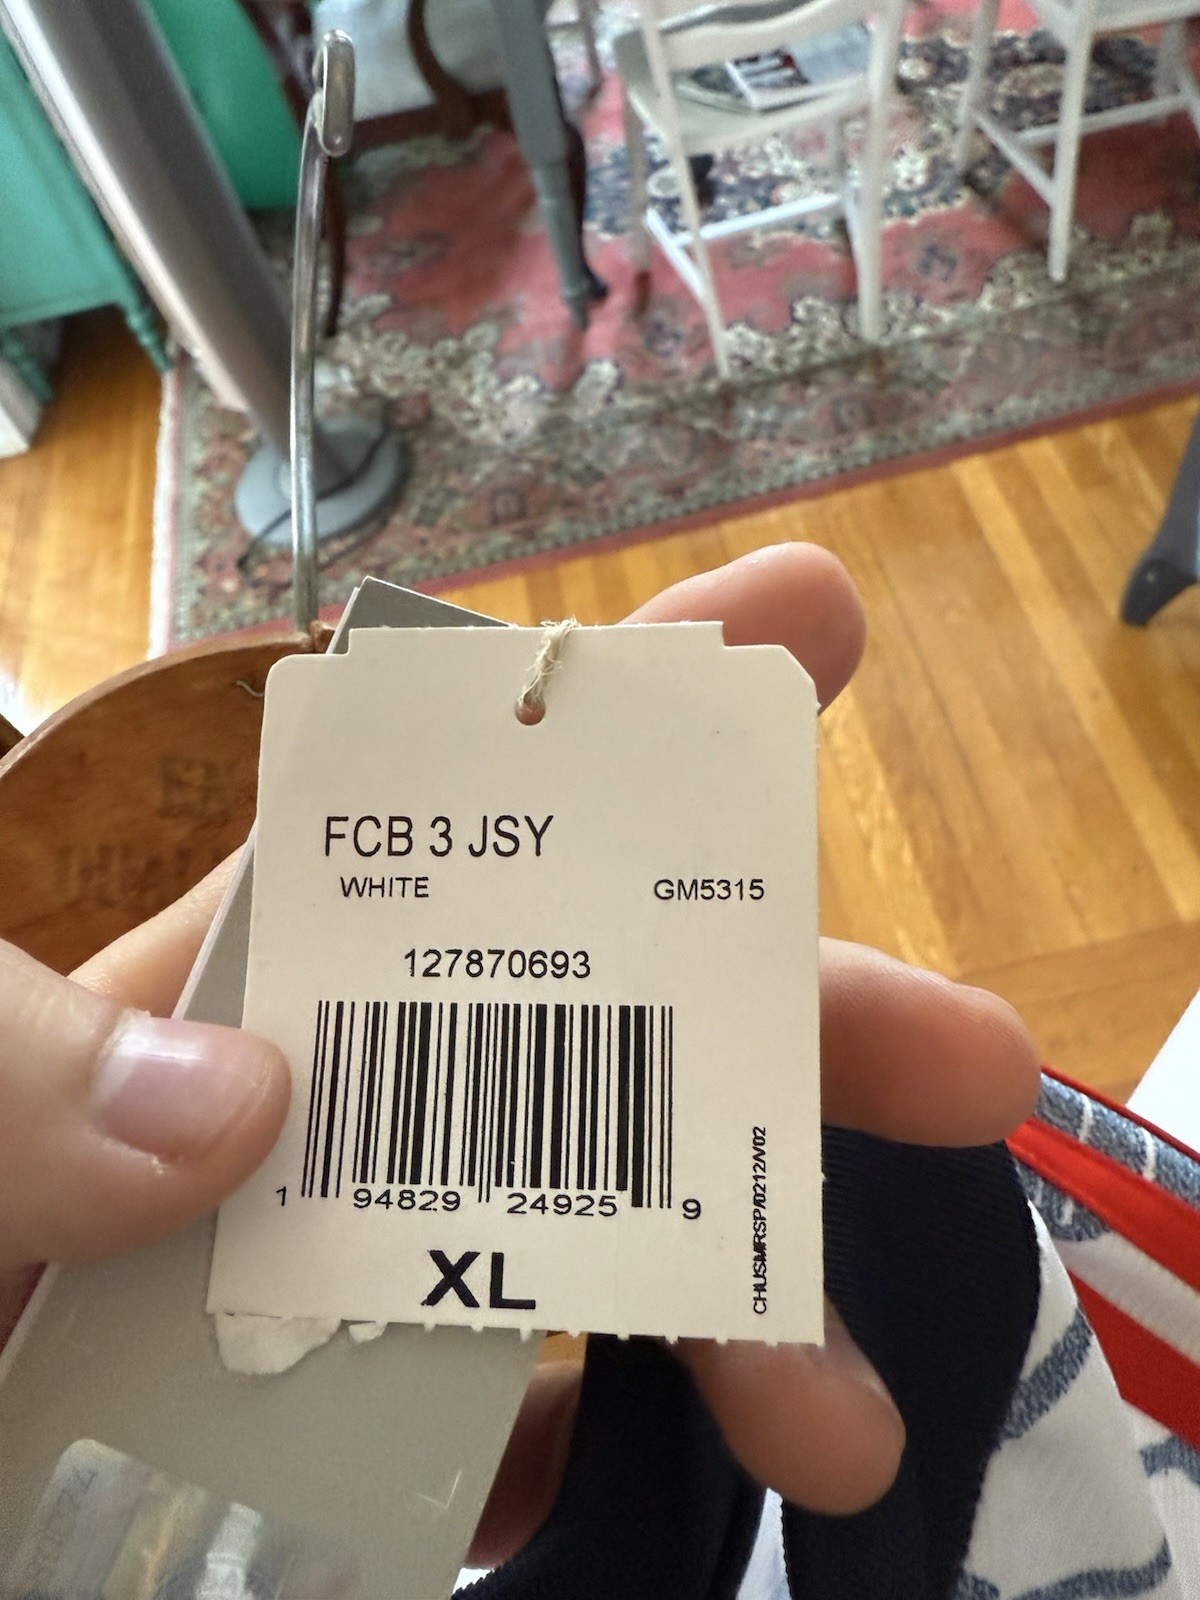 FCB 3 JSY
WHITE GM5315
127870693
1 94829 24925 9
XL
CHUSMRSP/0212/V02